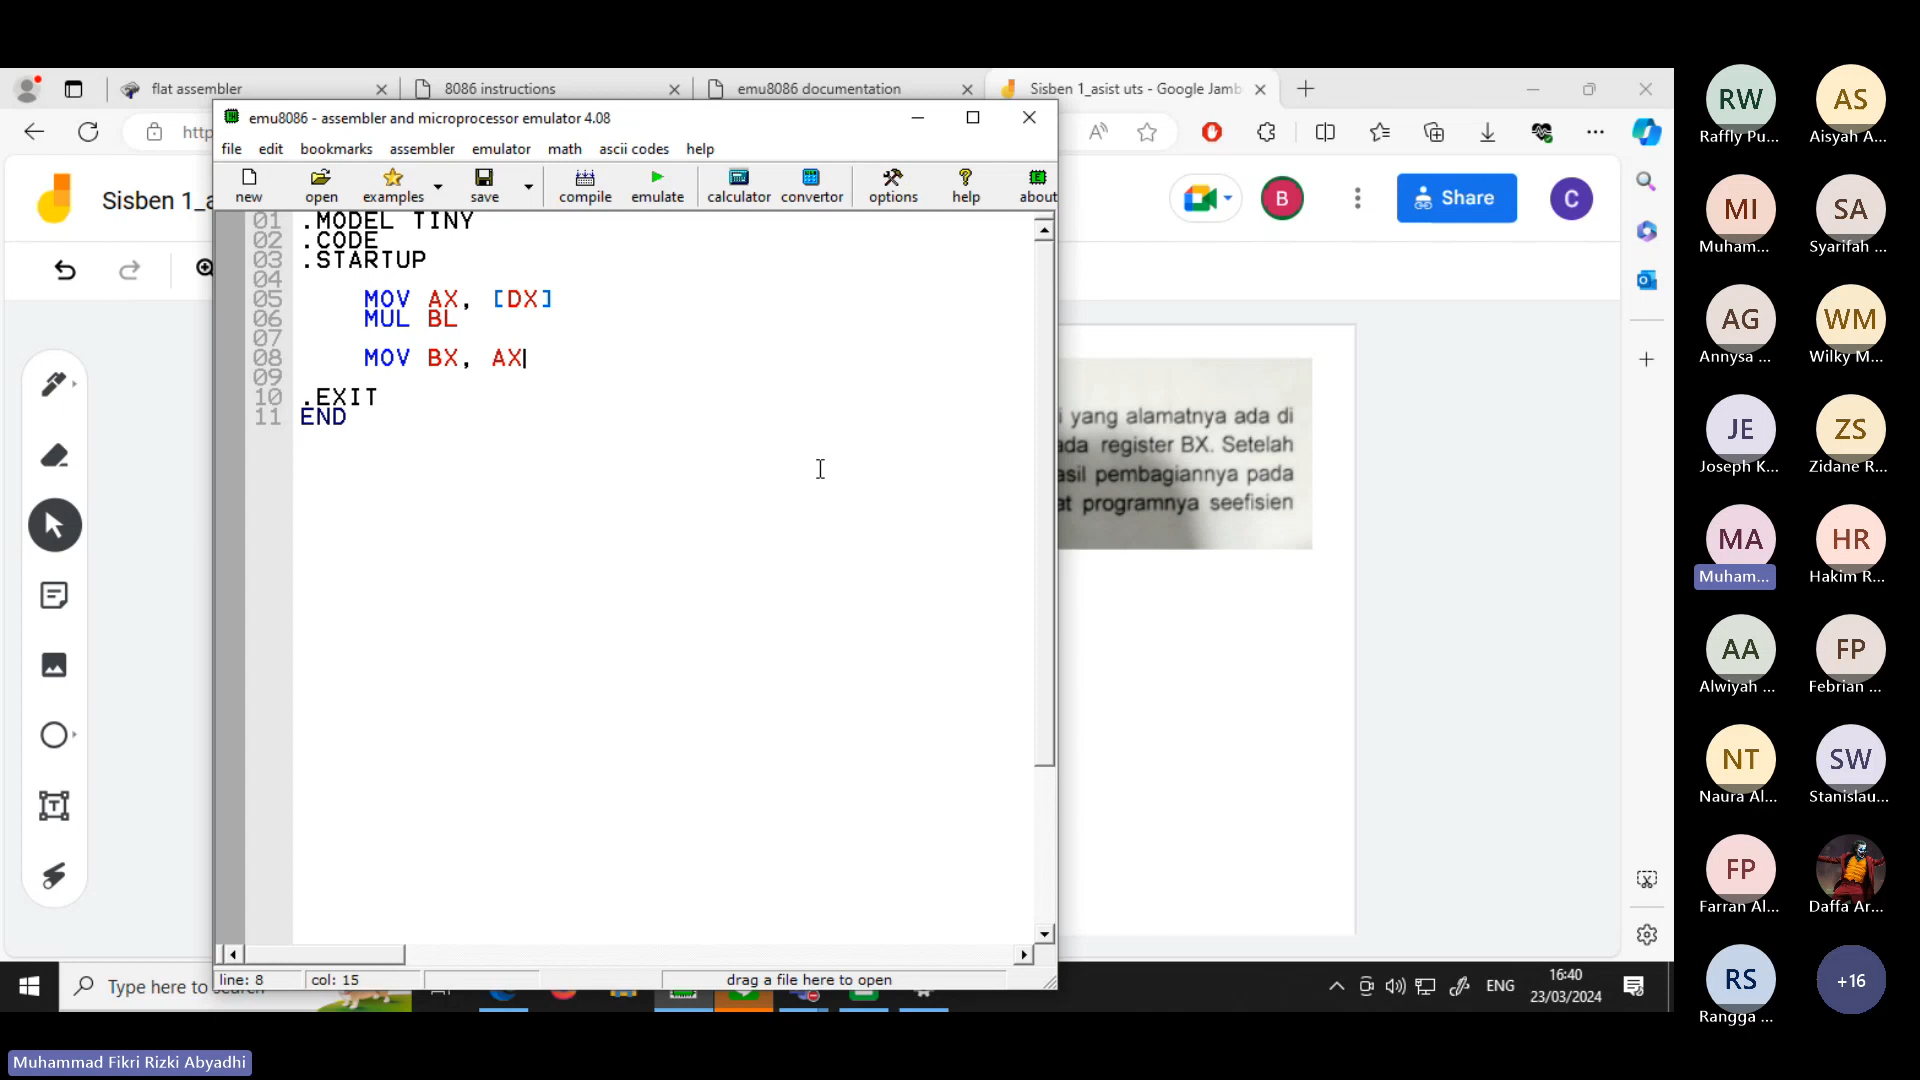 flat assembler
8086 instructions
emu8086 documentation
Sisben 1_asist uts - Google Jamb
emu8086 - assembler and microprocessor emulator 4.08
http
file edit bookmarks assembler emulator math ascii codes help
Sisben 1_a
new open examples save compile emulate calculator convertor options help about
B
Share
C
01 .MODEL TINY
02 .CODE
03 .STARTUP
04
05 MOV AX, [DX]
06 MUL BL
07
08 MOV BX, AX
09
10 .EXIT
11 END
i yang alamatnya ada di
ada register BX. Setelah
asil pembagiannya pada
at programnya seefisien
line: 8
col: 15
drag a file here to open
Type here to search
ENG
16:40
23/03/2024
RW
Raffly Pu...
AS
Aisyah A...
MI
Muham...
SA
Syarifah ...
AG
Annysa ...
WM
Wilky M...
JE
Joseph K...
ZS
Zidane R...
MA
Muham...
HR
Hakim R...
AA
Alwiyah ...
FP
Febrian ...
NT
Naura Al...
SW
Stanislau...
FP
Farran Al...
Daffa Ar...
RS
Rangga ...
+16
Muhammad Fikri Rizki Abyadhi